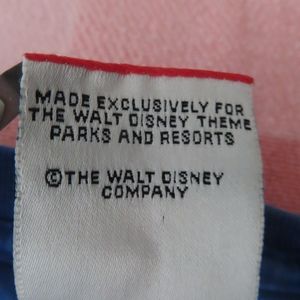 MADE EXCLUSIVELY FOR
THE WALT DISNEY THEME
PARKS AND RESORTS
©THE WALT DISNEY
COMPANY